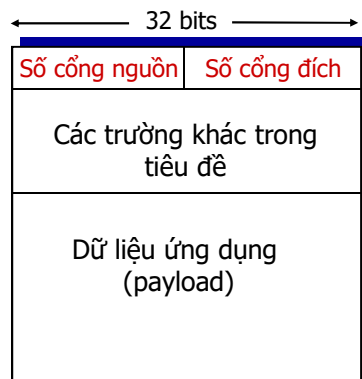 32 bits
Số cổng nguồn Số cổng đích
Các trường khác trong
tiêu đề
Dữ liệu ứng dụng
(payload)